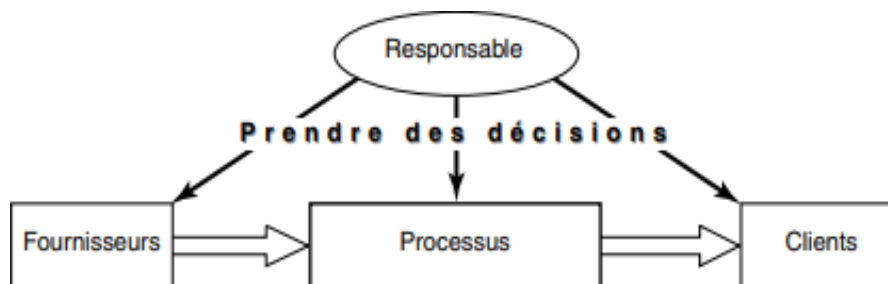 Responsable
Prendre des décisions
Fournisseurs
Processus
Clients